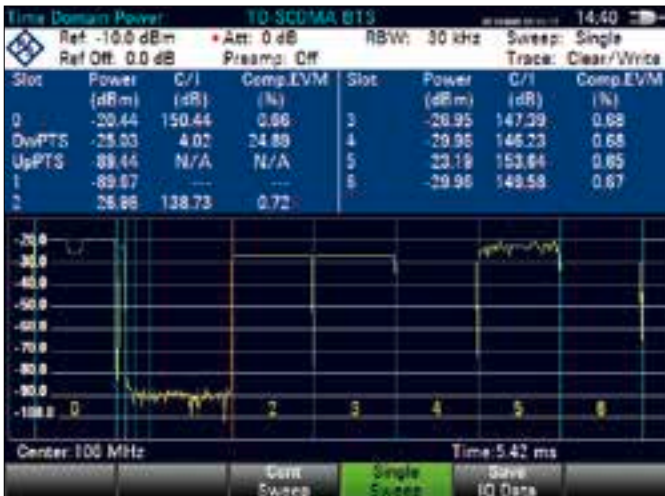 Time Domain Power TD-SCDMA BTS 14:40
Ref: -10.0 dBm • Att: 0 dB RBW: 30 kHz Sweep: Single
Ref Off: 0.0 dB Preamp: Off Trace: Clear/Write
Slot Power C/I Comp.EVM Slot Power C/I Comp.EVM
(dBm) (dB) (%) (dBm) (dB) (%)
0 -20.44 150.44 0.66 3 -26.95 147.39 0.68
DwPTS -25.03 4.02 24.89 4 -29.96 146.23 0.68
UpPTS 89.44 N/A N/A 5 23.19 153.64 0.65
1 -89.67 --- --- 6 -29.96 149.58 0.67
2 26.96 138.73 0.72
-20.0
-30.0
-40.0
-50.0
-60.0
-70.0
-80.0
-90.0
-100.0 0 2 3 4 5 6
Center:100 MHz Time:5.42 ms
Cont Sweep Single Sweep Save IQ Data